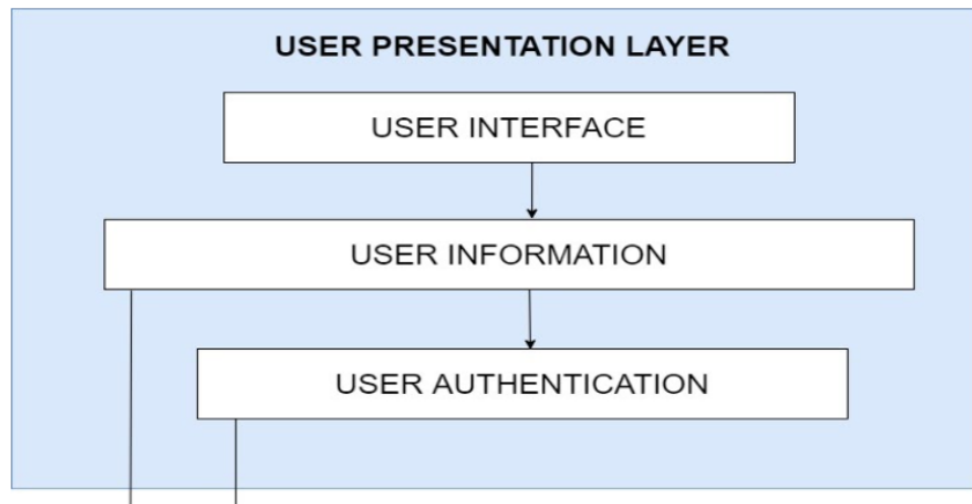 USER PRESENTATION LAYER
USER INTERFACE
USER INFORMATION
USER AUTHENTICATION